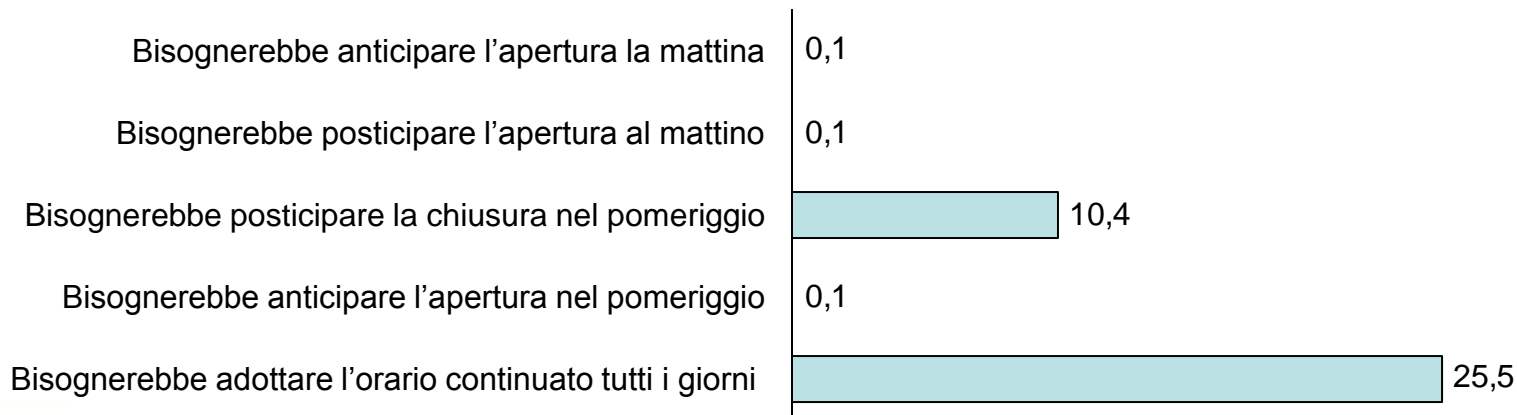 Bisognerebbe anticipare l’apertura la mattina 0,1
Bisognerebbe posticipare l’apertura al mattino 0,1
Bisognerebbe posticipare la chiusura nel pomeriggio 10,4
Bisognerebbe anticipare l’apertura nel pomeriggio 0,1
Bisognerebbe adottare l’orario continuato tutti i giorni 25,5